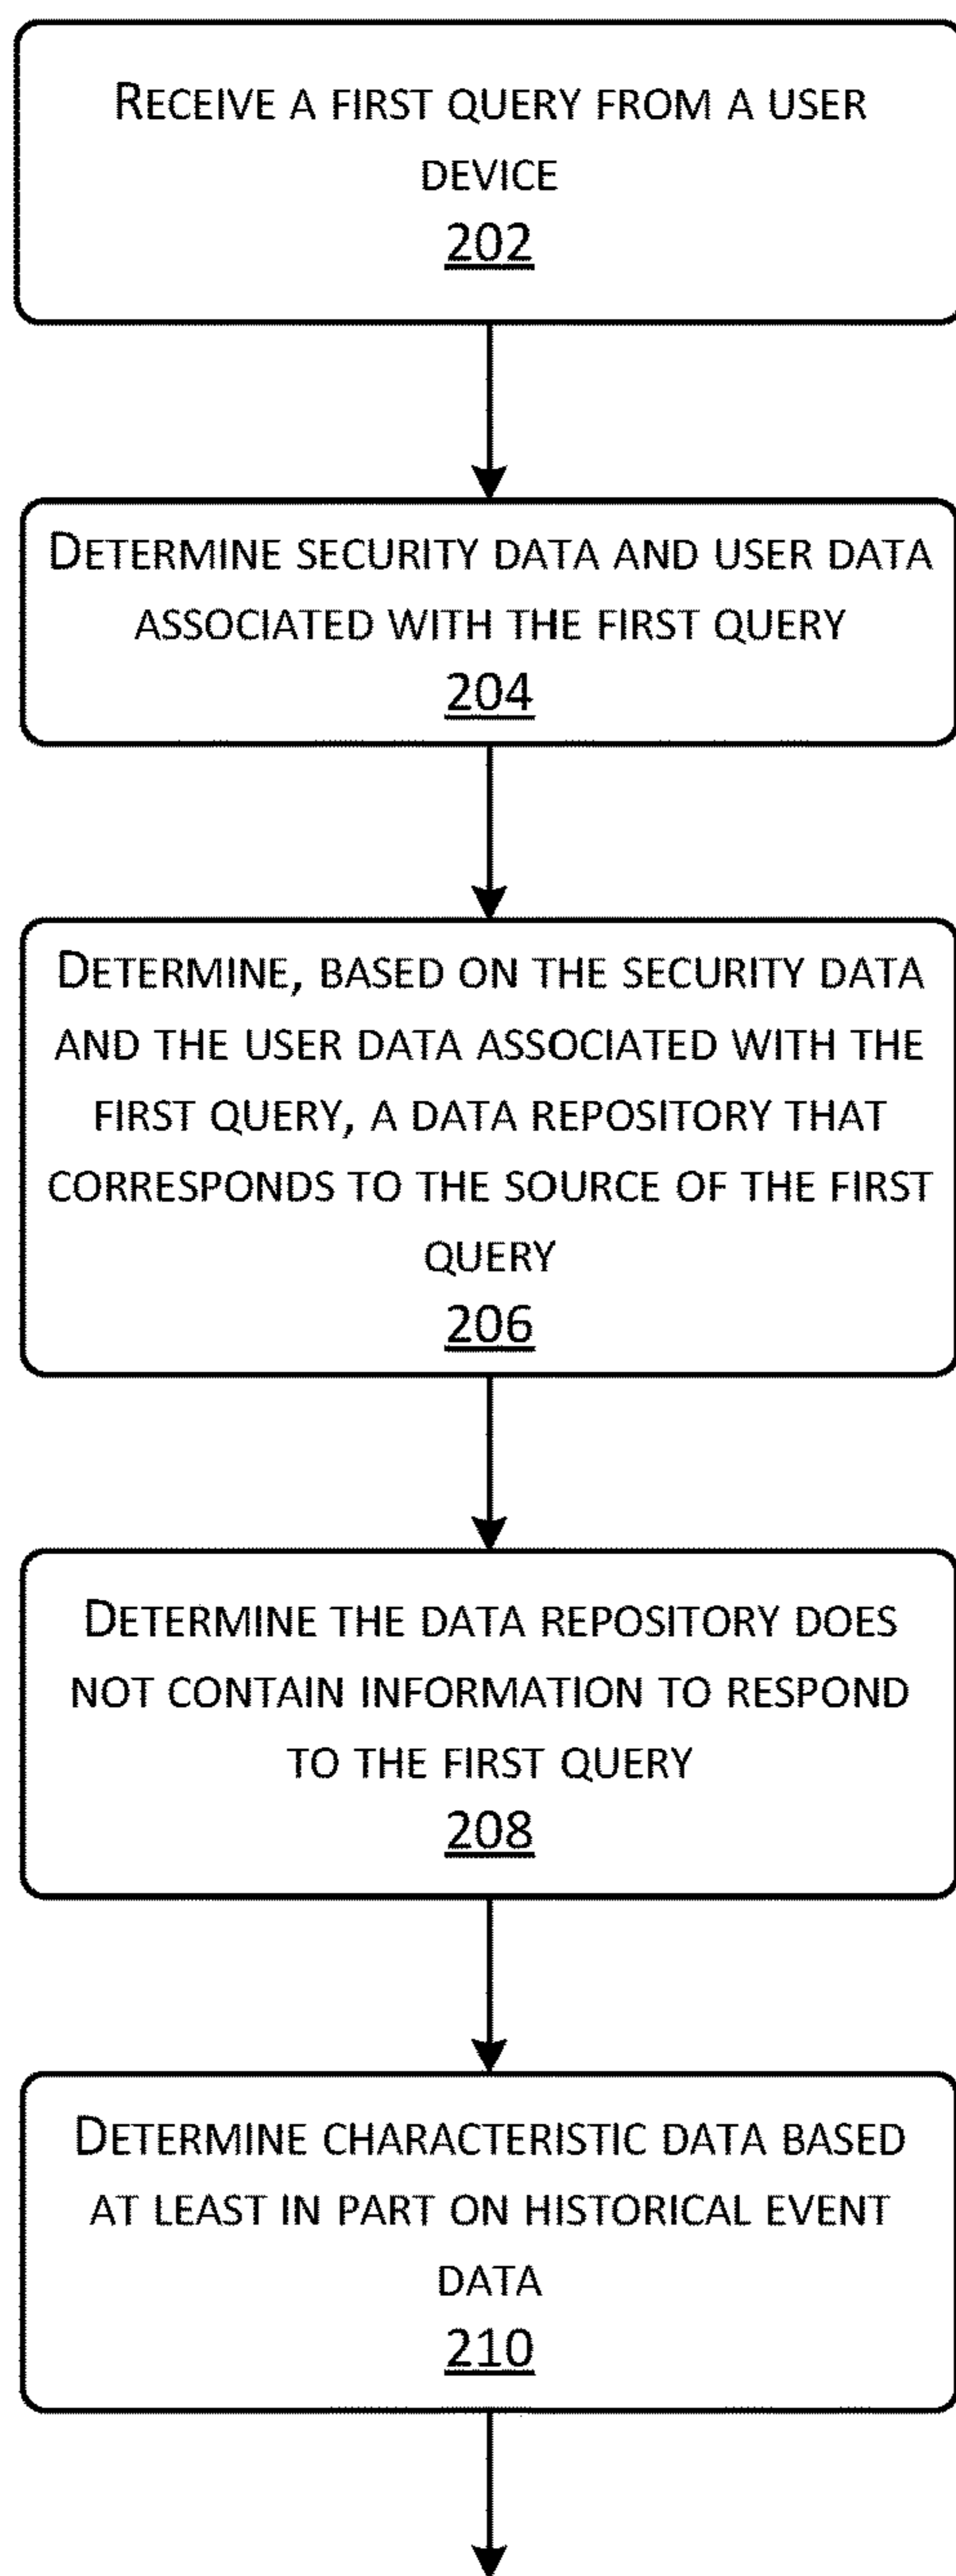 RECEIVE A FIRST QUERY FROM A USER
DEVICE
202
DETERMINE SECURITY DATA AND USER DATA
ASSOCIATED WITH THE FIRST QUERY
204
DETERMINE, BASED ON THE SECURITY DATA
AND THE USER DATA ASSOCIATED WITH THE
FIRST QUERY, A DATA REPOSITORY THAT
CORRESPONDS TO THE SOURCE OF THE FIRST
QUERY
206
DETERMINE THE DATA REPOSITORY DOES
NOT CONTAIN INFORMATION TO RESPOND
TO THE FIRST QUERY
208
DETERMINE CHARACTERISTIC DATA BASED
AT LEAST IN PART ON HISTORICAL EVENT
DATA
210